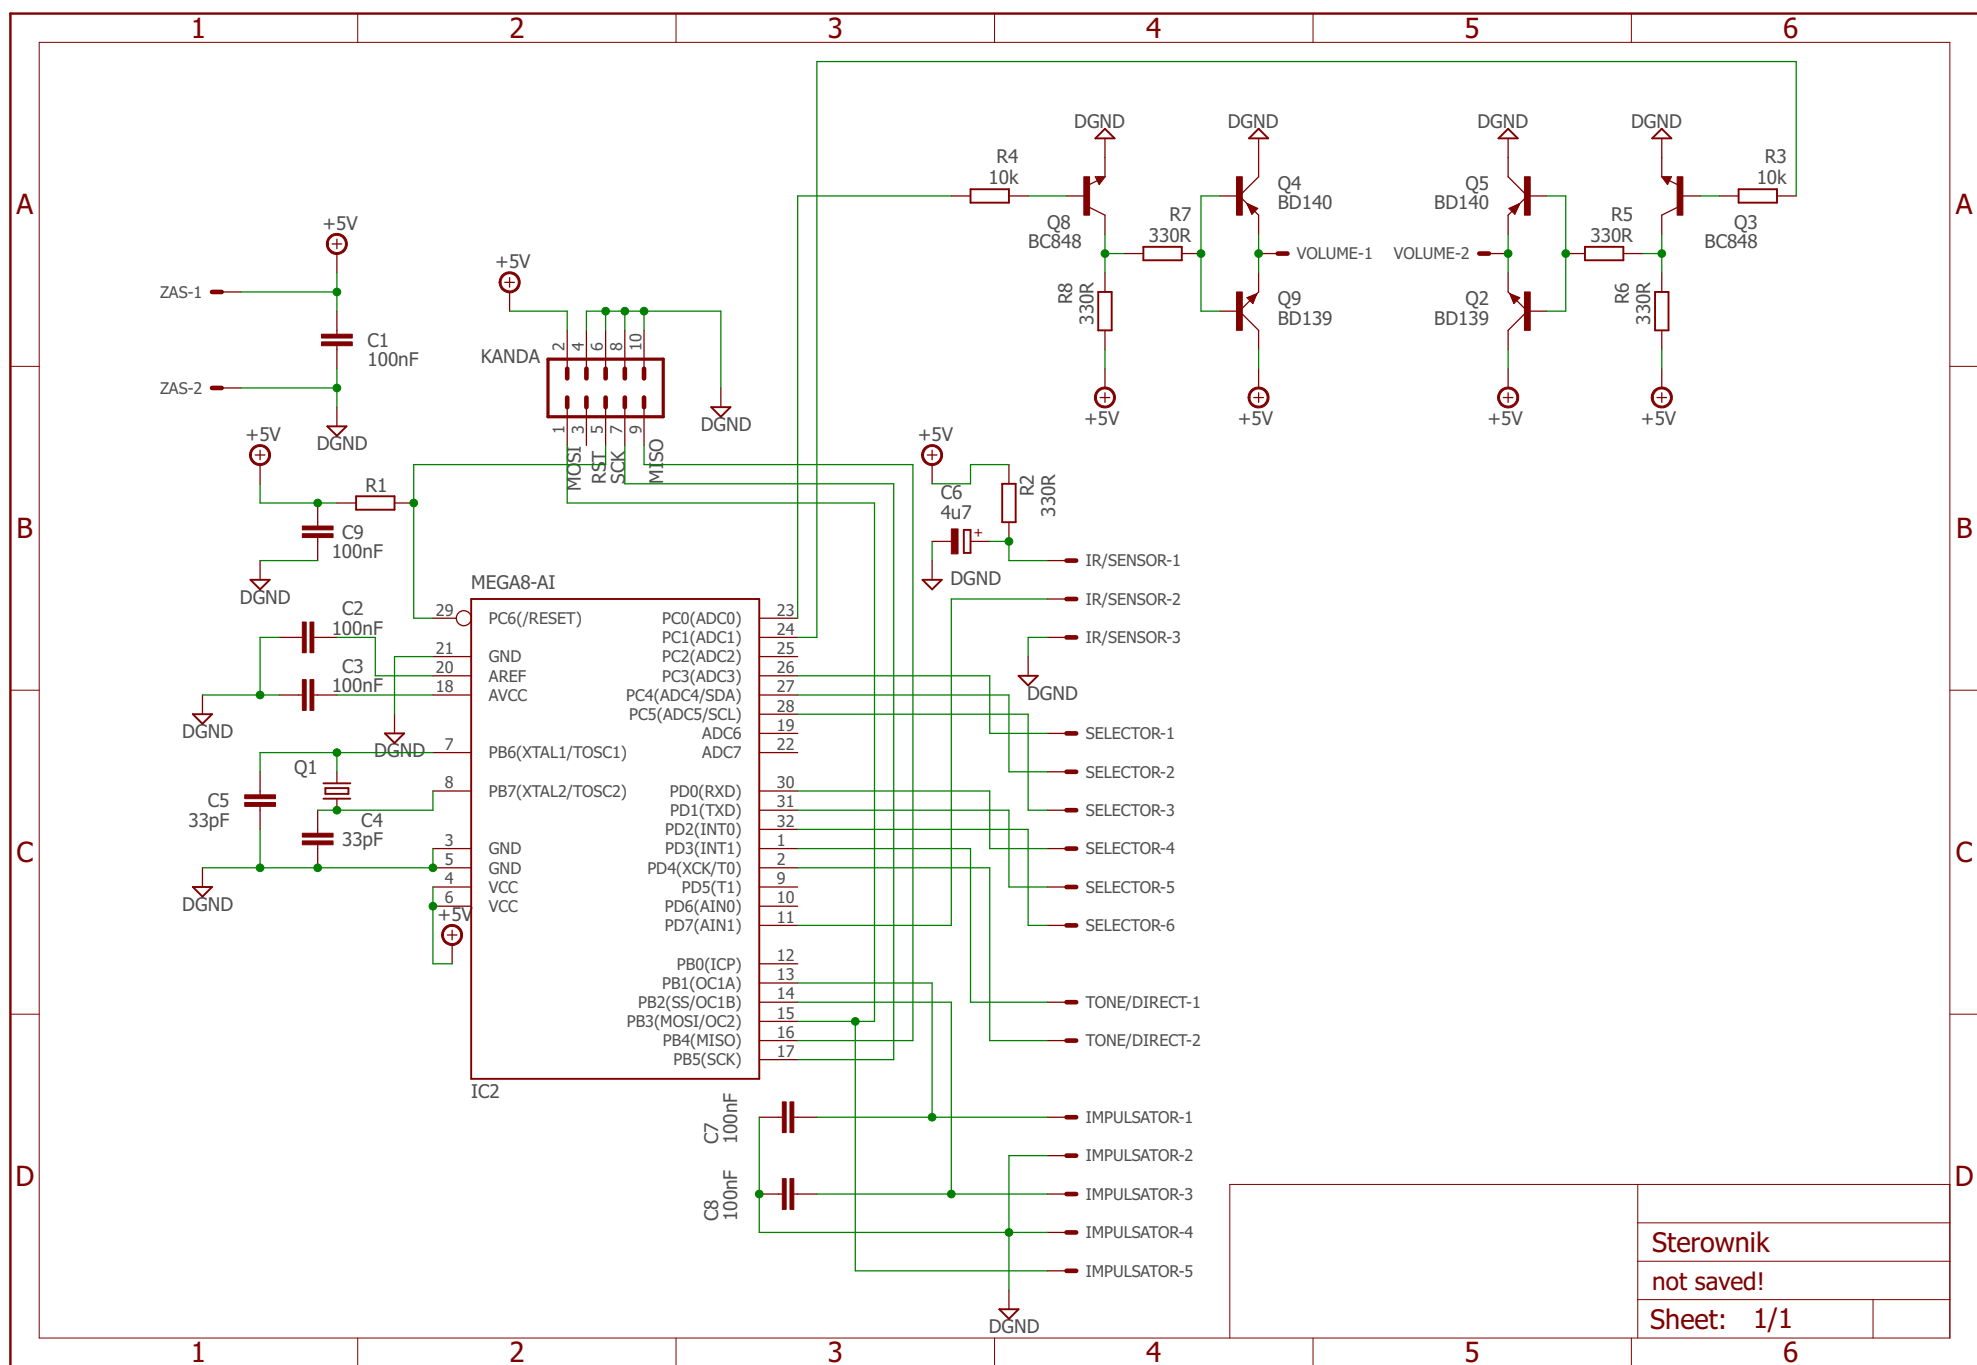 1 2 3 4 5 6
A
B
C
D
A
B
C
D
+5V
ZAS-1
C1
100nF
ZAS-2
DGND
+5V
KANDA
2
4
6
8
10
1
3
5
7
9
MOSI
RST
SCK
MISO
DGND
+5V
R1
C9
100nF
DGND
C2
100nF
C3
100nF
DGND
DGND
Q1
C5
33pF
C4
33pF
DGND
+5V
MEGA8-AI
29 PC6(/RESET)
21 GND
20 AREF
18 AVCC
7 PB6(XTAL1/TOSC1)
8 PB7(XTAL2/TOSC2)
3 GND
5 GND
4 VCC
6 VCC
PC0(ADC0) 23
PC1(ADC1) 24
PC2(ADC2) 25
PC3(ADC3) 26
PC4(ADC4/SDA) 27
PC5(ADC5/SCL) 28
ADC6 19
ADC7 22
PD0(RXD) 30
PD1(TXD) 31
PD2(INT0) 32
PD3(INT1) 1
PD4(XCK/T0) 2
PD5(T1) 9
PD6(AIN0) 10
PD7(AIN1) 11
PB0(ICP) 12
PB1(OC1A) 13
PB2(SS/OC1B) 14
PB3(MOSI/OC2) 15
PB4(MISO) 16
PB5(SCK) 17
IC2
DGND
DGND
DGND
DGND
R4
10k
Q8
BC848
R7
330R
R8
330R
Q4
BD140
Q9
BD139
VOLUME-1
VOLUME-2
Q5
BD140
Q2
BD139
R5
330R
R6
330R
R3
10k
Q3
BC848
+5V
+5V
+5V
+5V
+5V
C6
4u7
+
R2
330R
DGND
IR/SENSOR-1
IR/SENSOR-2
IR/SENSOR-3
DGND
SELECTOR-1
SELECTOR-2
SELECTOR-3
SELECTOR-4
SELECTOR-5
SELECTOR-6
TONE/DIRECT-1
TONE/DIRECT-2
C7
100nF
C8
100nF
IMPULSATOR-1
IMPULSATOR-2
IMPULSATOR-3
IMPULSATOR-4
IMPULSATOR-5
DGND
Sterownik
not saved!
Sheet: 1/1
1 2 3 4 5 6